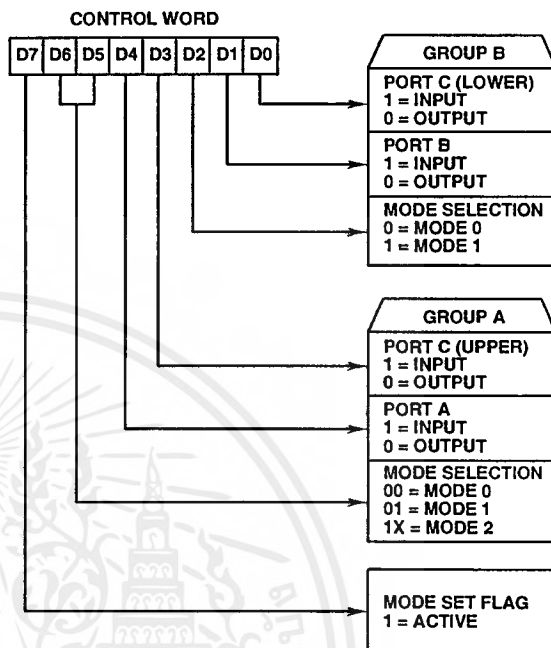 CONTROL WORD
D7 D6 D5 D4 D3 D2 D1 D0
GROUP B
PORT C (LOWER)
1 = INPUT
0 = OUTPUT
PORT B
1 = INPUT
0 = OUTPUT
MODE SELECTION
0 = MODE 0
1 = MODE 1
GROUP A
PORT C (UPPER)
1 = INPUT
0 = OUTPUT
PORT A
1 = INPUT
0 = OUTPUT
MODE SELECTION
00 = MODE 0
01 = MODE 1
1X = MODE 2
MODE SET FLAG
1 = ACTIVE